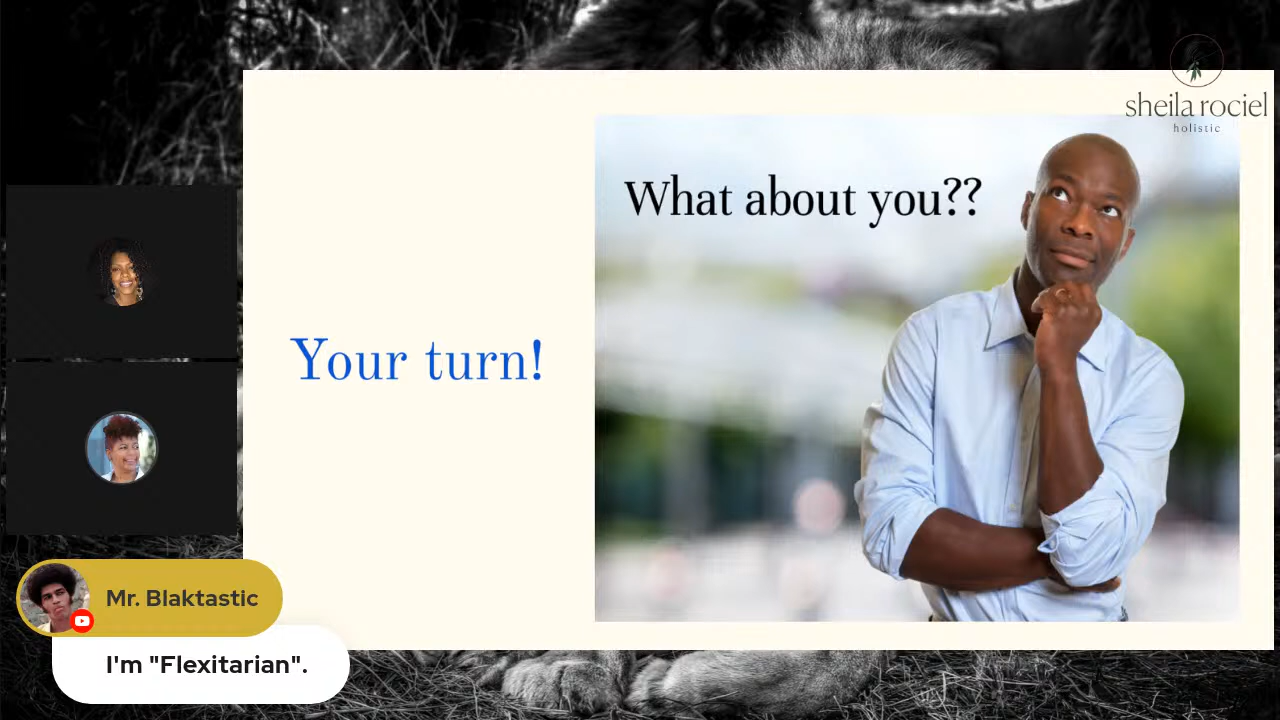 sheila rociel
holistic
What about you??
Your turn!
Mr. Blaktastic
I'm "Flexitarian".